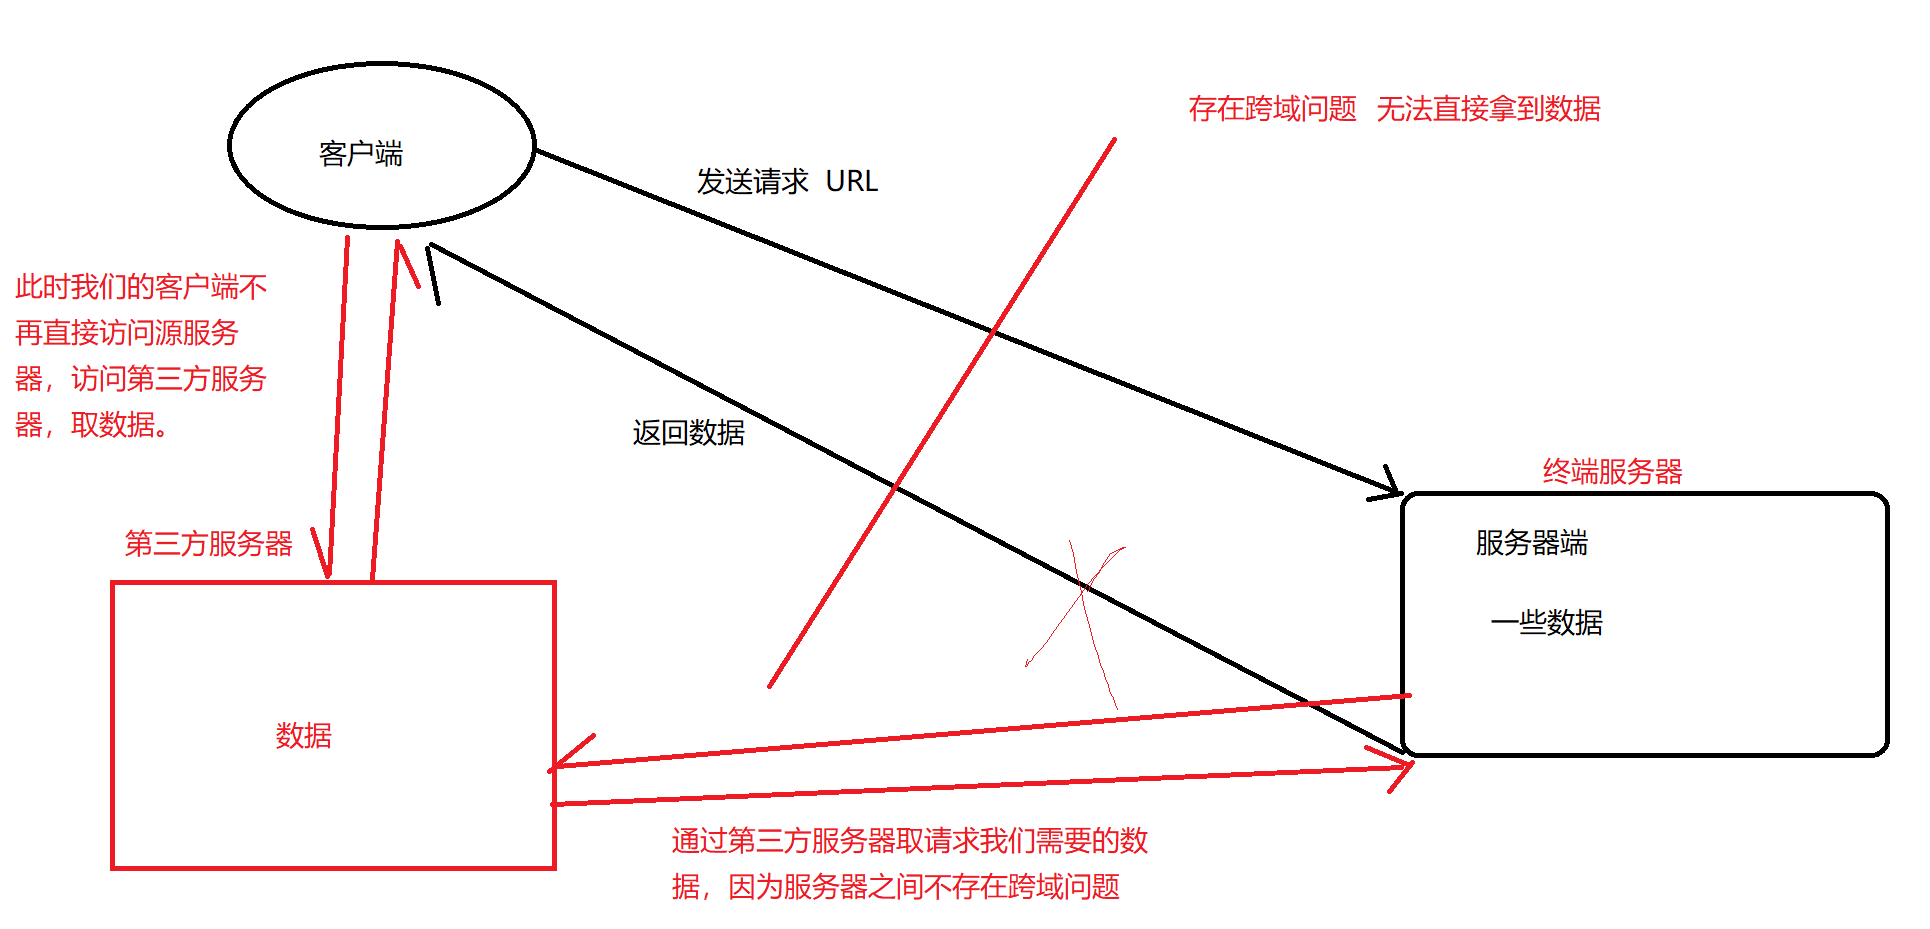 存在跨域问题 无法直接拿到数据
客户端
发送请求 URL
此时我们的客户端不
再直接访问源服务
器，访问第三方服务
器，取数据。
返回数据
终端服务器
第三方服务器
服务器端
一些数据
数据
通过第三方服务器取请求我们需要的数
据，因为服务器之间不存在跨域问题